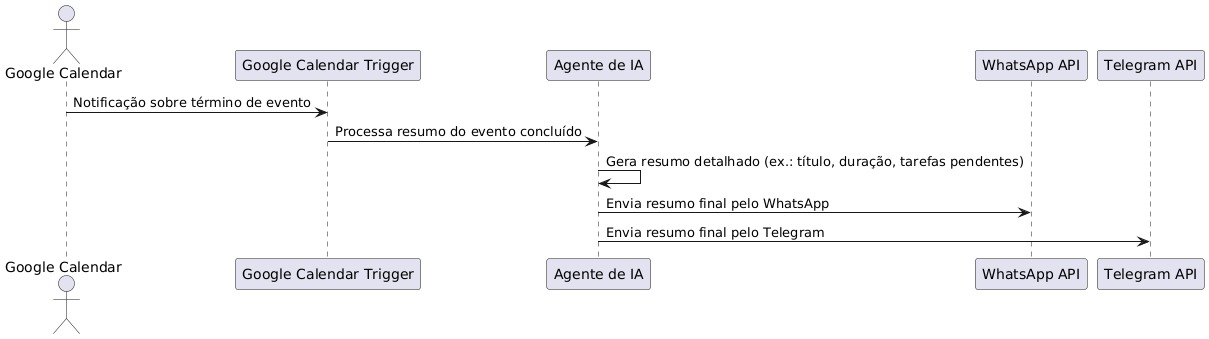 Google Calendar
Google Calendar Trigger
Agente de IA
WhatsApp API
Telegram API
Notificação sobre término de evento
Processa resumo do evento concluído
Gera resumo detalhado (ex.: título, duração, tarefas pendentes)
Envia resumo final pelo WhatsApp
Envia resumo final pelo Telegram
Google Calendar
Google Calendar Trigger
Agente de IA
WhatsApp API
Telegram API